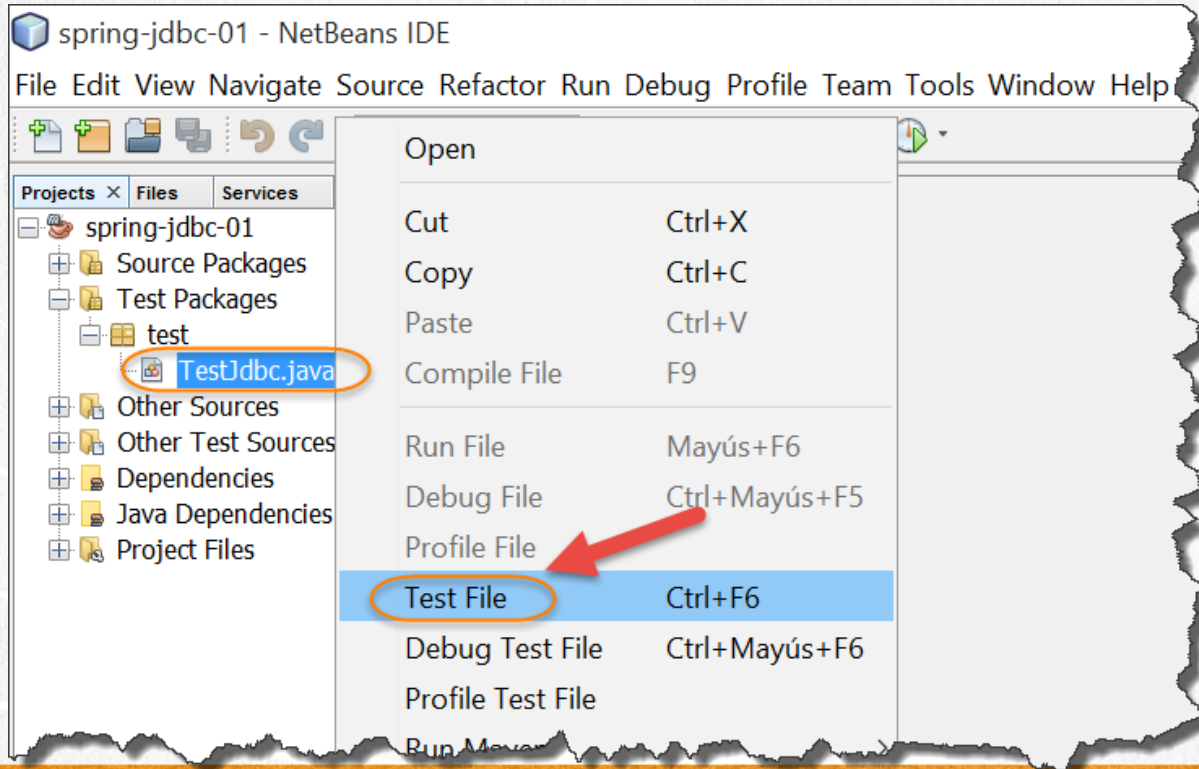 spring-jdbc-01 - NetBeans IDE
File Edit View Navigate Source Refactor Run Debug Profile Team Tools Window Help
Projects Files Services
spring-jdbc-01
Source Packages
Test Packages
test
TestJdbc.java
Other Sources
Other Test Sources
Dependencies
Java Dependencies
Project Files
Open
Cut Ctrl+X
Copy Ctrl+C
Paste Ctrl+V
Compile File F9
Run File Mayús+F6
Debug File Ctrl+Mayús+F5
Profile File
Test File Ctrl+F6
Debug Test File Ctrl+Mayús+F6
Profile Test File
Run Maven